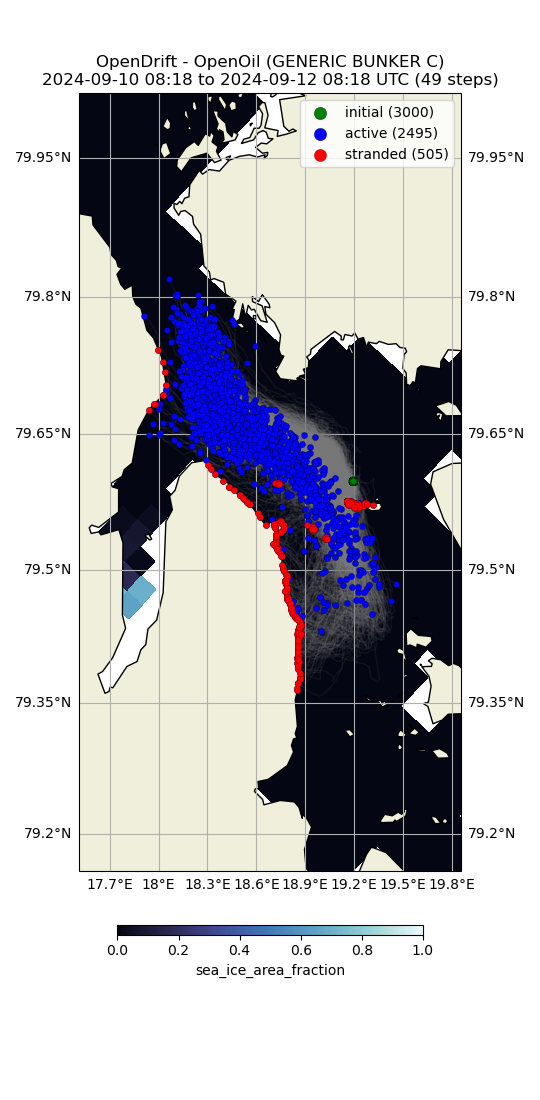 OpenDrift - OpenOil (GENERIC BUNKER C)
2024-09-10 08:18 to 2024-09-12 08:18 UTC (49 steps)
initial (3000)
active (2495)
stranded (505)
79.95°N 79.95°N
79.8°N 79.8°N
79.65°N 79.65°N
79.5°N 79.5°N
79.35°N 79.35°N
79.2°N 79.2°N
17.7°E 18°E 18.3°E 18.6°E 18.9°E 19.2°E 19.5°E 19.8°E
0.0 0.2 0.4 0.6 0.8 1.0
sea_ice_area_fraction